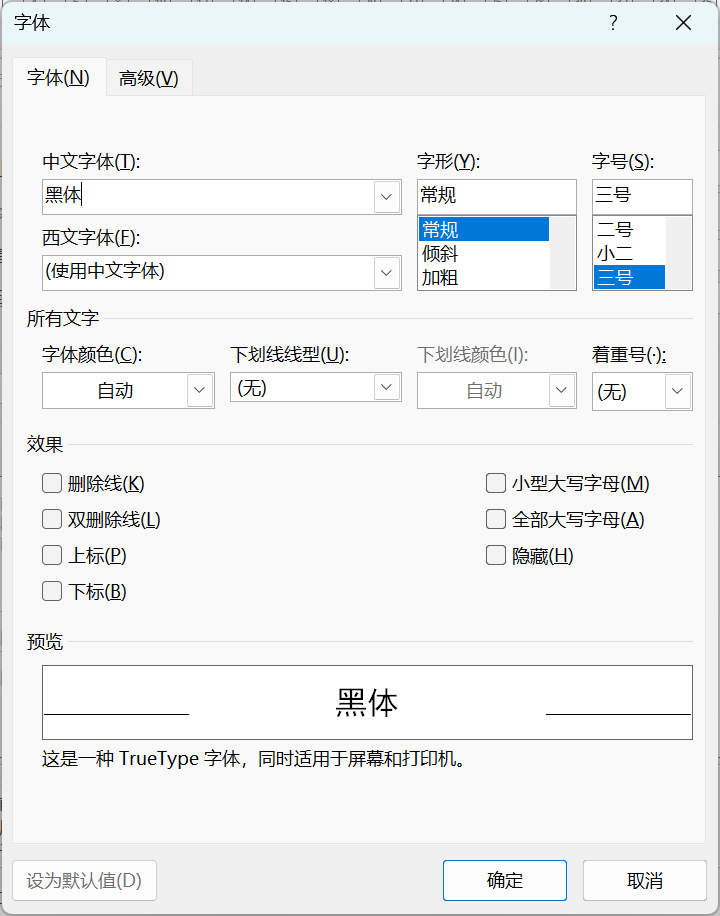 字体
?
字体(N) 高级(V)
中文字体(T): 字形(Y): 字号(S):
黑体 常规 三号
常规 二号
西文字体(F): 倾斜 小二
(使用中文字体) 加粗 三号
所有文字
字体颜色(C): 下划线线型(U): 下划线颜色(I): 着重号(·):
自动 (无) 自动 (无)
效果
删除线(K) 小型大写字母(M)
双删除线(L) 全部大写字母(A)
上标(P) 隐藏(H)
下标(B)
预览
黑体
这是一种 TrueType 字体，同时适用于屏幕和打印机。
设为默认值(D) 确定 取消